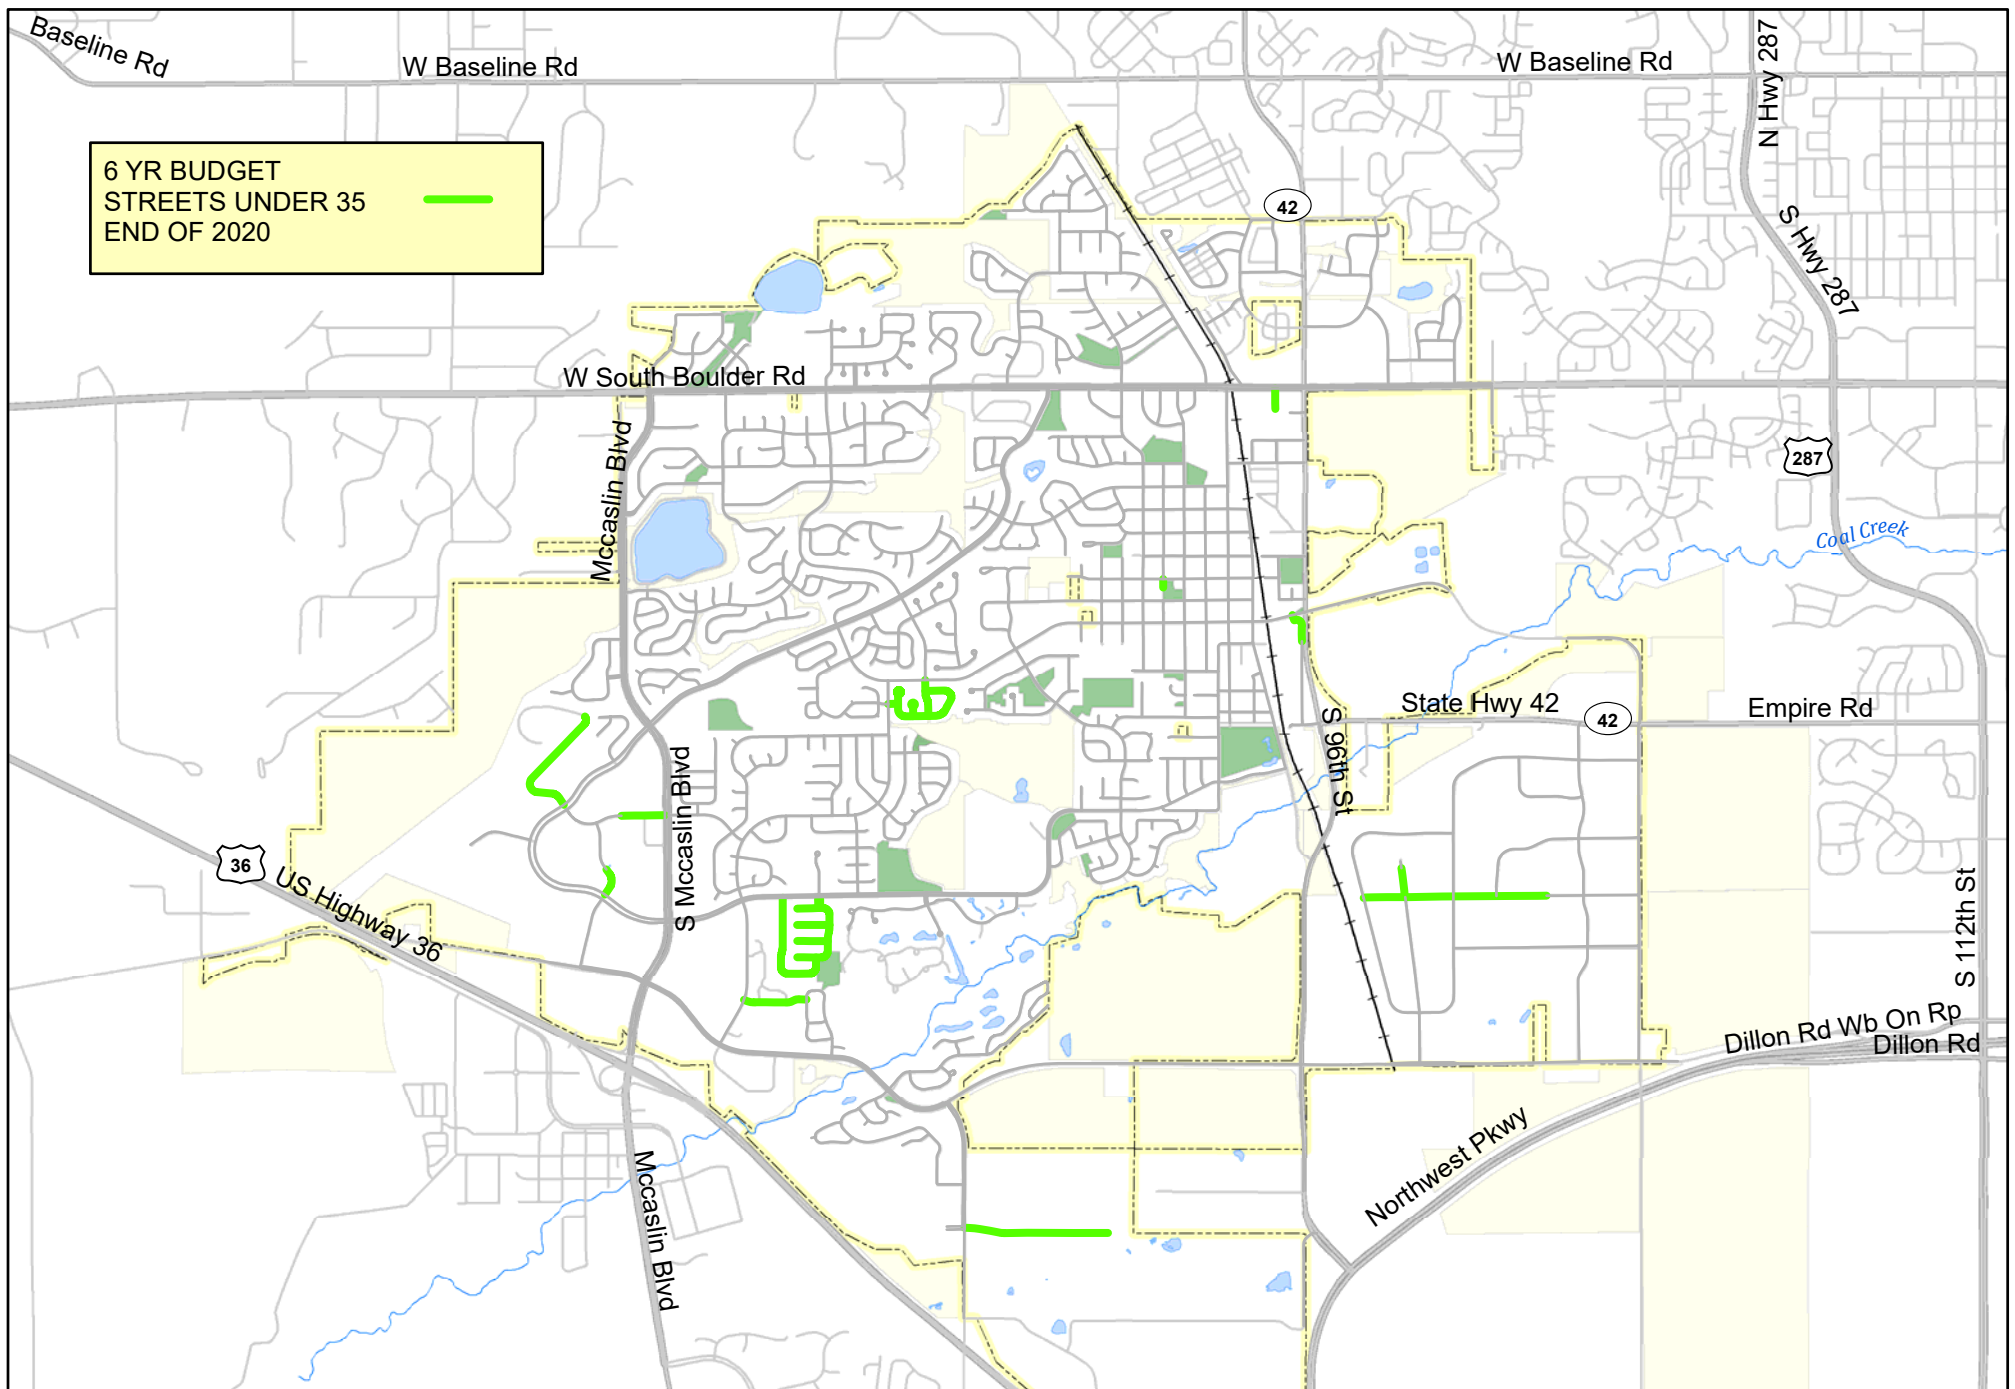 Baseline Rd
W Baseline Rd
W Baseline Rd
N Hwy 287
6 YR BUDGET
STREETS UNDER 35
END OF 2020
42
S Hwy 287
W South Boulder Rd
Mccaslin Blvd
287
Coal Creek
State Hwy 42
42
Empire Rd
S 96th St
S Mccaslin Blvd
36
US Highway 36
S 112th St
Dillon Rd Wb On Rp
Dillon Rd
Northwest Pkwy
Mccaslin Blvd